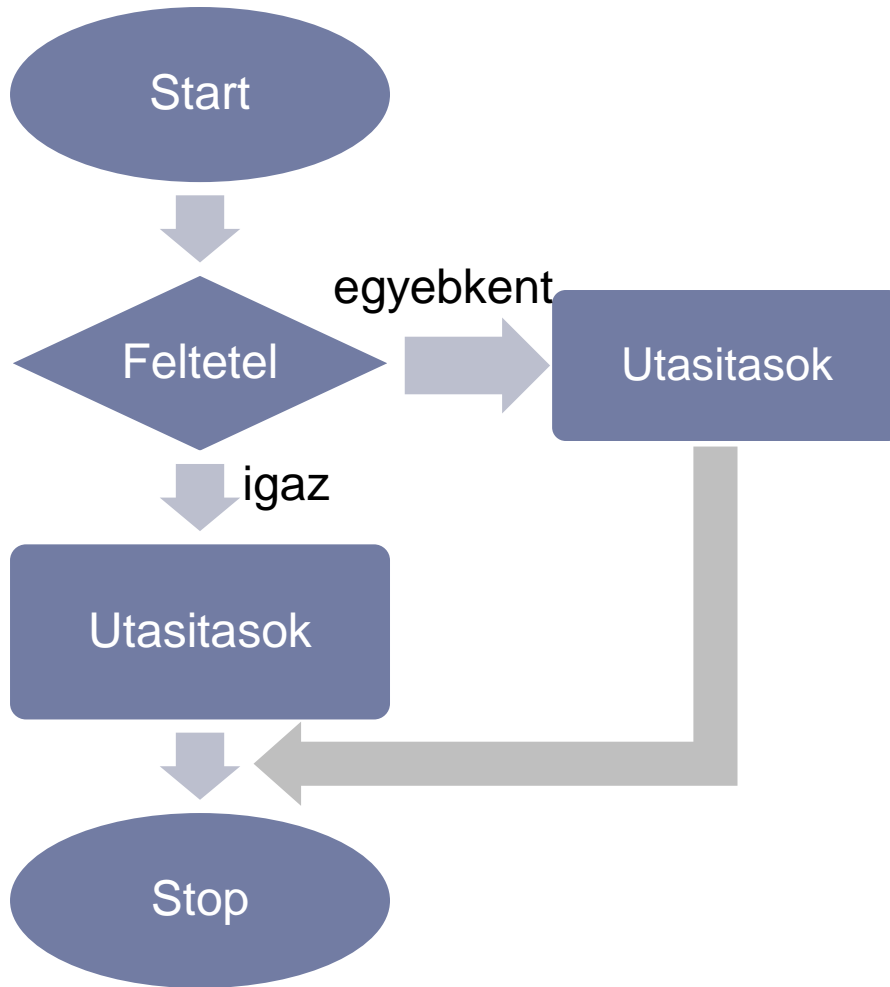 Start
egyebkent
Feltetel
Utasitasok
igaz
Utasitasok
Stop